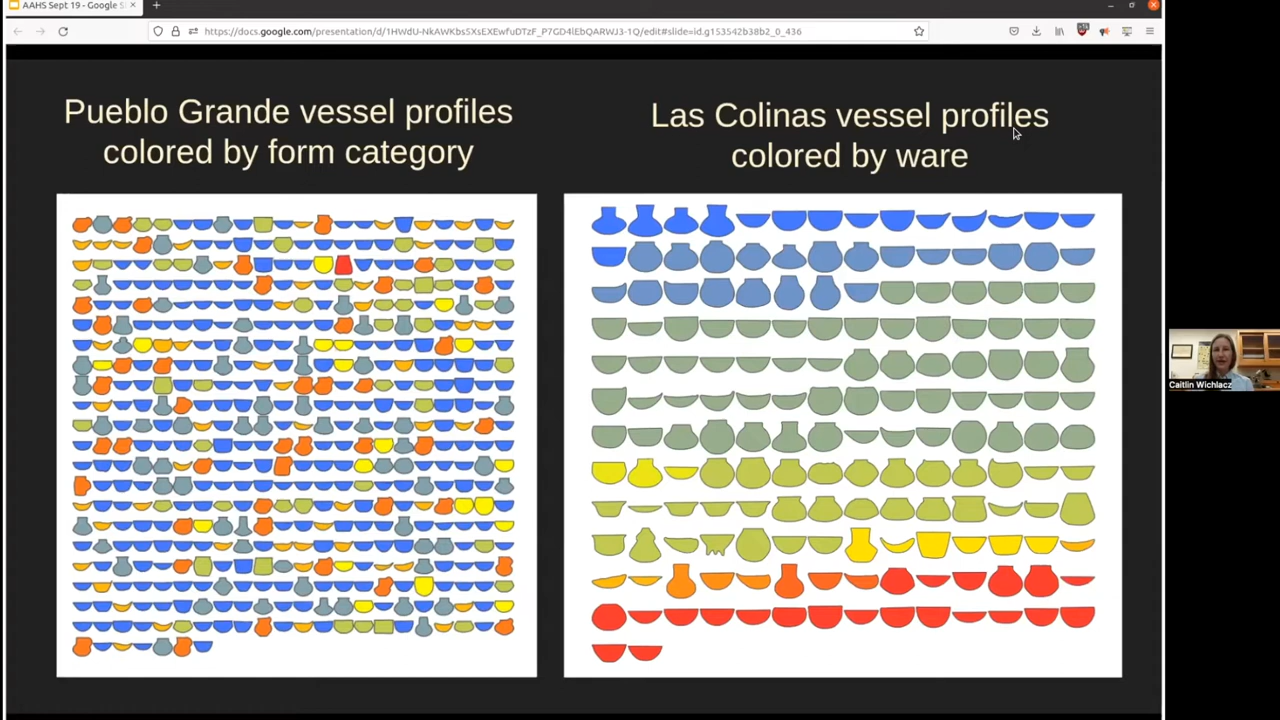 AAHS Sept 19 - Google S
https://docs.google.com/presentation/d/1HWdU-NkAWKbs5XsEXEwfuDTzF_P7GD4lEbQARWJ3-1Q/edit#slide=id.g153542b38b2_0_436
Pueblo Grande vessel profiles
colored by form category
Las Colinas vessel profiles
colored by ware
Caitlin Wichlacz